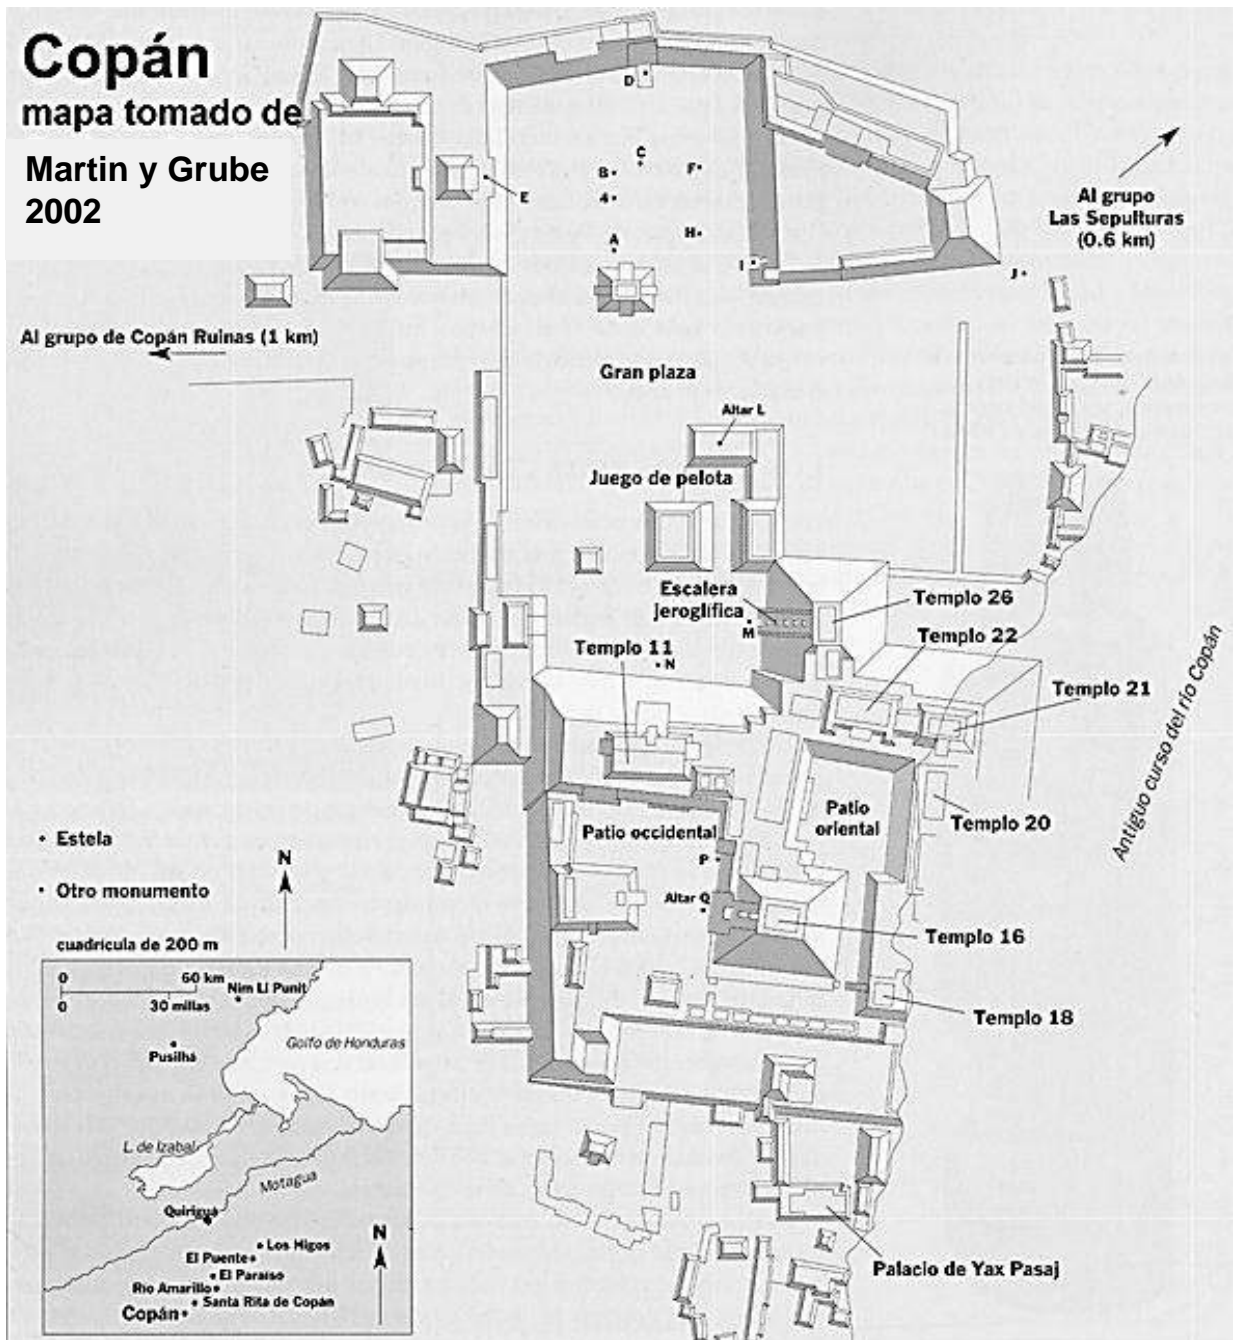 Copán
mapa tomado de
Martin y Grube
2002
D
C
B
F
E
4
A
H
I
J
Al grupo
Las Sepulturas
(0.6 km)
Al grupo de Copán Ruinas (1 km)
Gran plaza
Altar L
Juego de pelota
Escalera
jeroglífica
M
Templo 26
Templo 22
Templo 11
N
Templo 21
Antiguo curso del río Copán
Patio
oriental
Patio occidental
Templo 20
P
Altar Q
Templo 16
Templo 18
Palacio de Yax Pasaj
Estela
Otro monumento
N
cuadrícula de 200 m
0 60 km
0 30 millas
Nim Li Punit
Pusilhá
Golfo de Honduras
L. de Izabal
Motagua
Quiriguá
N
Los Higos
El Puente
El Paraíso
Río Amarillo
Santa Rita de Copán
Copán